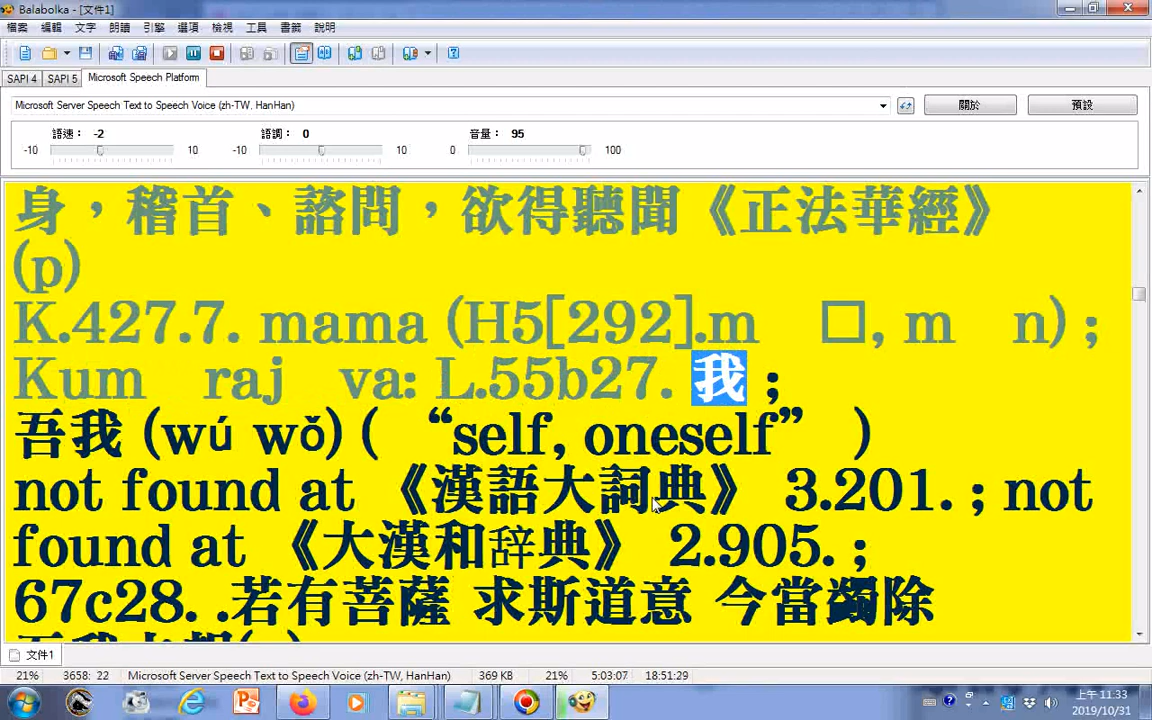 Balabolka - [文件1]
檔案 編輯 文字 朗讀 引擎 選項 檢視 工具 書籤 說明
SAPI 4 SAPI 5 Microsoft Speech Platform
Microsoft Server Speech Text to Speech Voice (zh-TW, HanHan)
關於 預設
語速： -2 語調： 0 音量： 95
-10 10 -10 10 0 100
身，稽首、諮問，欲得聽聞《正法華經》
(p)
K.427.7. mama (H5[292].m □, m n) ;
Kum raj va: L.55b27. 我 ;
吾我 (wú wǒ) ( “self, oneself” )
not found at 《漢語大詞典》 3.201. ; not
found at 《大漢和辞典》 2.905. ;
67c28. .若有菩薩 求斯道意 今當蠲除
文件1
21% 3658: 22 Microsoft Server Speech Text to Speech Voice (zh-TW, HanHan) 369 KB 21% 5:03:07 18:51:29
上午 11:33
2019/10/31